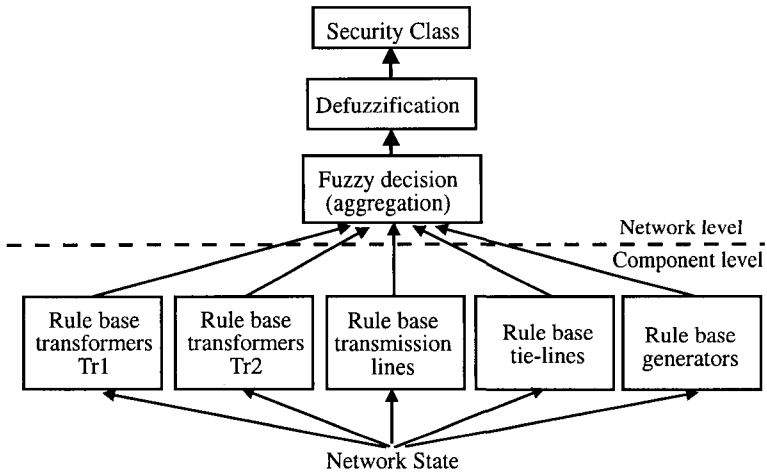 Security Class
Defuzzification
Fuzzy decision
(aggregation)
Network level
Component level
Rule base
transformers
Tr1
Rule base
transformers
Tr2
Rule base
transmission
lines
Rule base
tie-lines
Rule base
generators
Network State